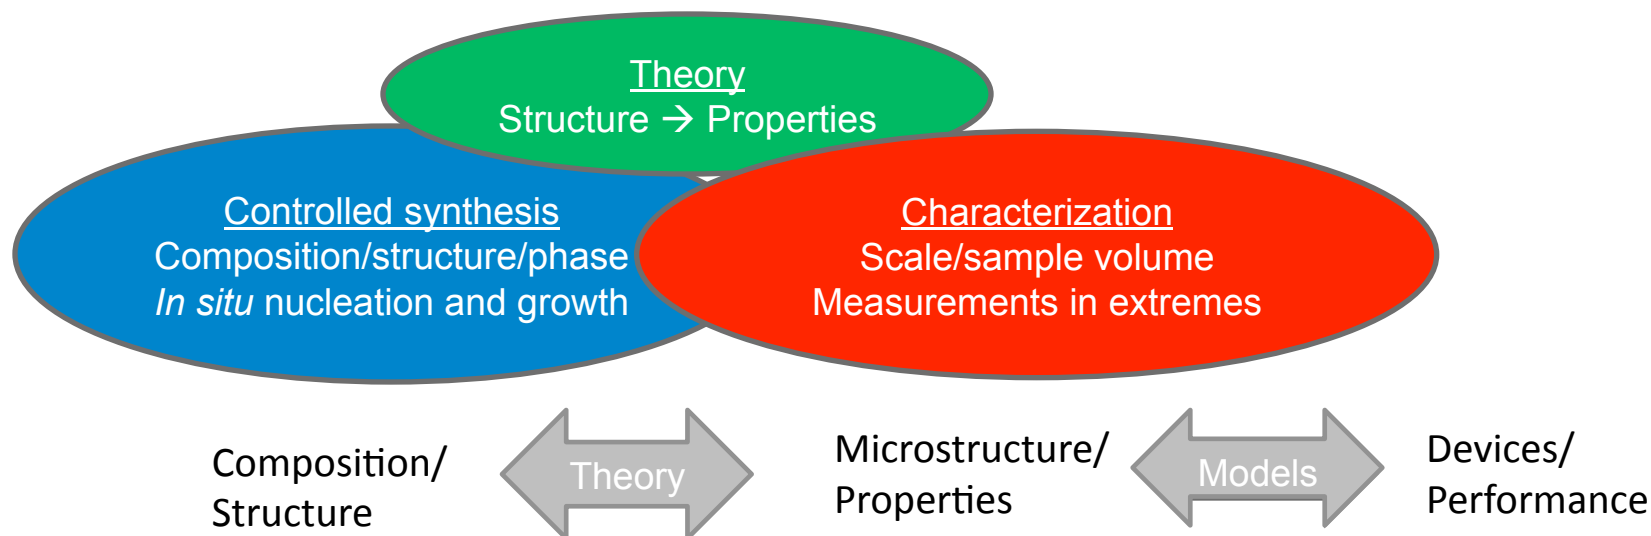 Theory
Structure → Properties
Controlled synthesis
Composition/structure/phase
In situ nucleation and growth
Characterization
Scale/sample volume
Measurements in extremes
Composition/
Structure
Theory
Microstructure/
Properties
Models
Devices/
Performance